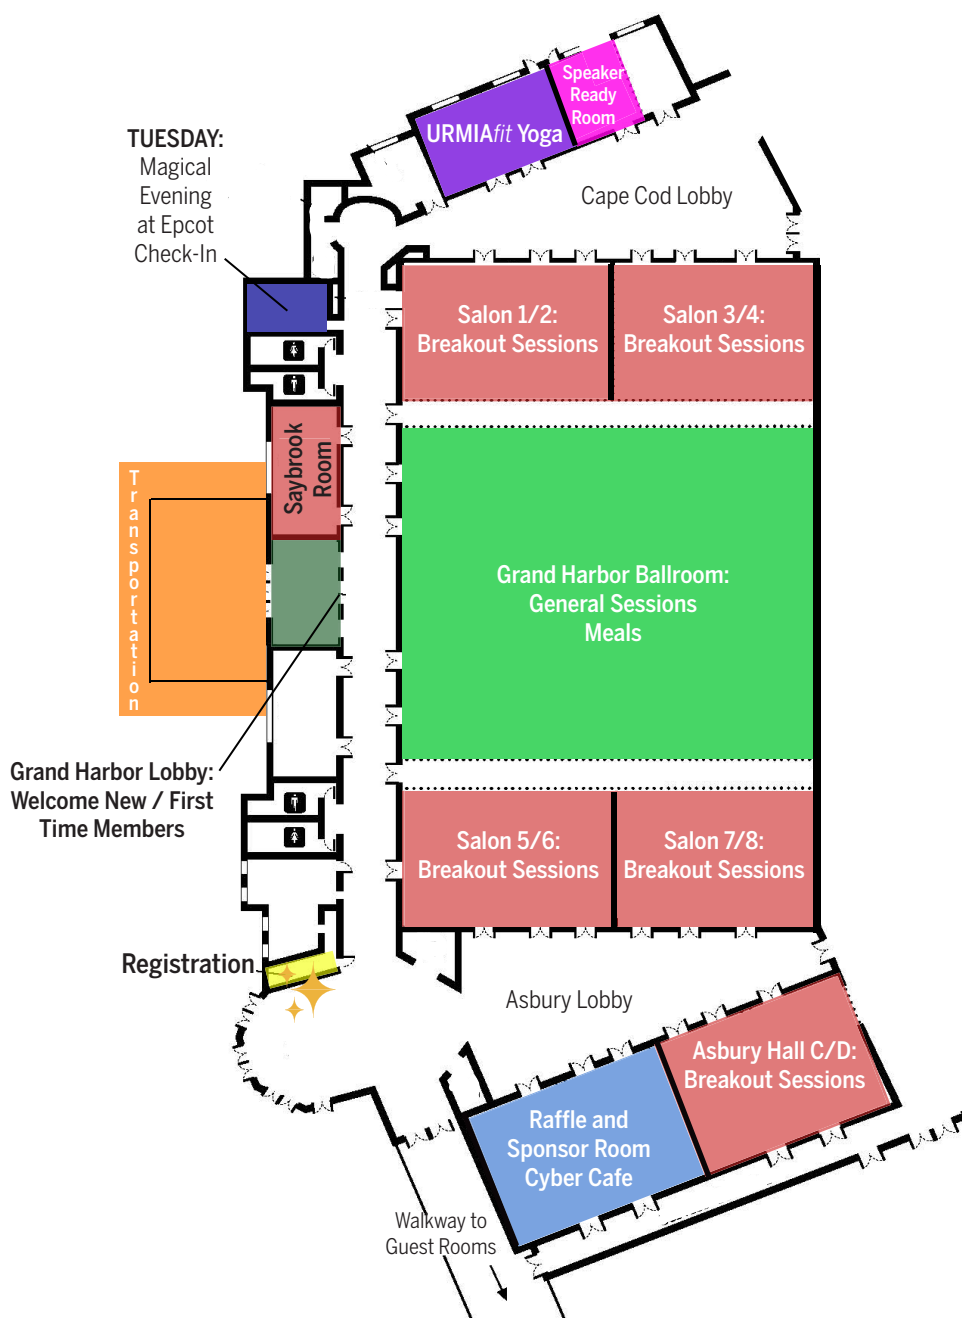 Speaker
Ready
Room
URMIAfit Yoga
TUESDAY:
Magical
Evening
at Epcot
Check-In
Cape Cod Lobby
Salon 1/2:
Breakout Sessions
Salon 3/4:
Breakout Sessions
Saybrook
Room
Transportation
Grand Harbor Ballroom:
General Sessions
Meals
Grand Harbor Lobby:
Welcome New / First
Time Members
Salon 5/6:
Breakout Sessions
Salon 7/8:
Breakout Sessions
Registration
Asbury Lobby
Asbury Hall C/D:
Breakout Sessions
Raffle and
Sponsor Room
Cyber Cafe
Walkway to
Guest Rooms